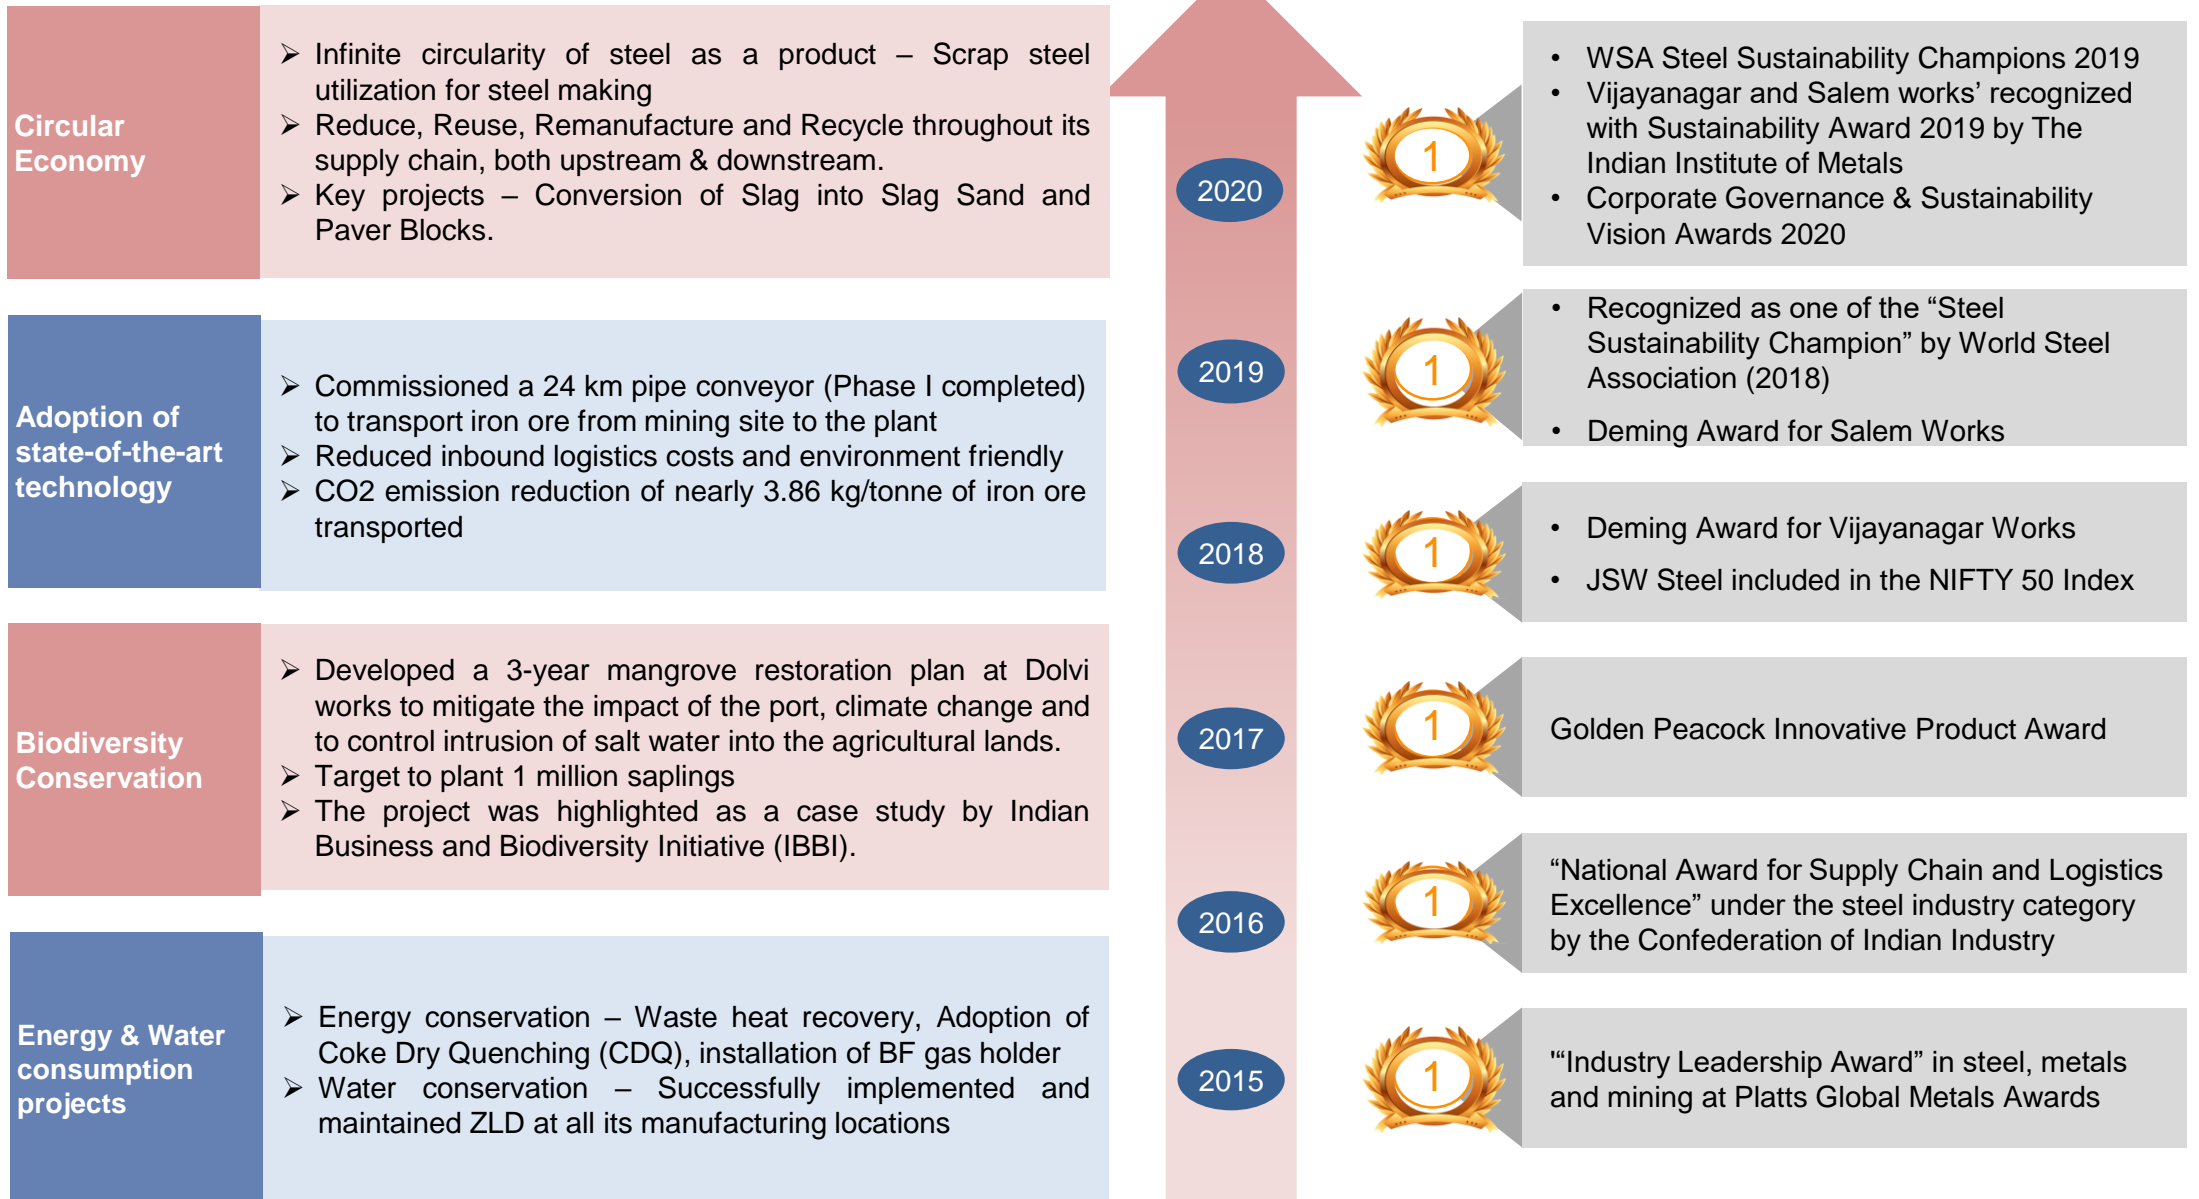 Circular
Economy
➢ Infinite circularity of steel as a product – Scrap steel
utilization for steel making
➢ Reduce, Reuse, Remanufacture and Recycle throughout its
supply chain, both upstream & downstream.
➢ Key projects – Conversion of Slag into Slag Sand and
Paver Blocks.
Adoption of
state-of-the-art
technology
➢ Commissioned a 24 km pipe conveyor (Phase I completed)
to transport iron ore from mining site to the plant
➢ Reduced inbound logistics costs and environment friendly
➢ CO2 emission reduction of nearly 3.86 kg/tonne of iron ore
transported
Biodiversity
Conservation
➢ Developed a 3-year mangrove restoration plan at Dolvi
works to mitigate the impact of the port, climate change and
to control intrusion of salt water into the agricultural lands.
➢ Target to plant 1 million saplings
➢ The project was highlighted as a case study by Indian
Business and Biodiversity Initiative (IBBI).
Energy & Water
consumption
projects
➢ Energy conservation – Waste heat recovery, Adoption of
Coke Dry Quenching (CDQ), installation of BF gas holder
➢ Water conservation – Successfully implemented and
maintained ZLD at all its manufacturing locations
2020
1
• WSA Steel Sustainability Champions 2019
• Vijayanagar and Salem works’ recognized
with Sustainability Award 2019 by The
Indian Institute of Metals
• Corporate Governance & Sustainability
Vision Awards 2020
2019
1
• Recognized as one of the “Steel
Sustainability Champion” by World Steel
Association (2018)
• Deming Award for Salem Works
2018
1
• Deming Award for Vijayanagar Works
• JSW Steel included in the NIFTY 50 Index
2017
1
Golden Peacock Innovative Product Award
2016
1
“National Award for Supply Chain and Logistics
Excellence” under the steel industry category
by the Confederation of Indian Industry
2015
1
'“Industry Leadership Award” in steel, metals
and mining at Platts Global Metals Awards